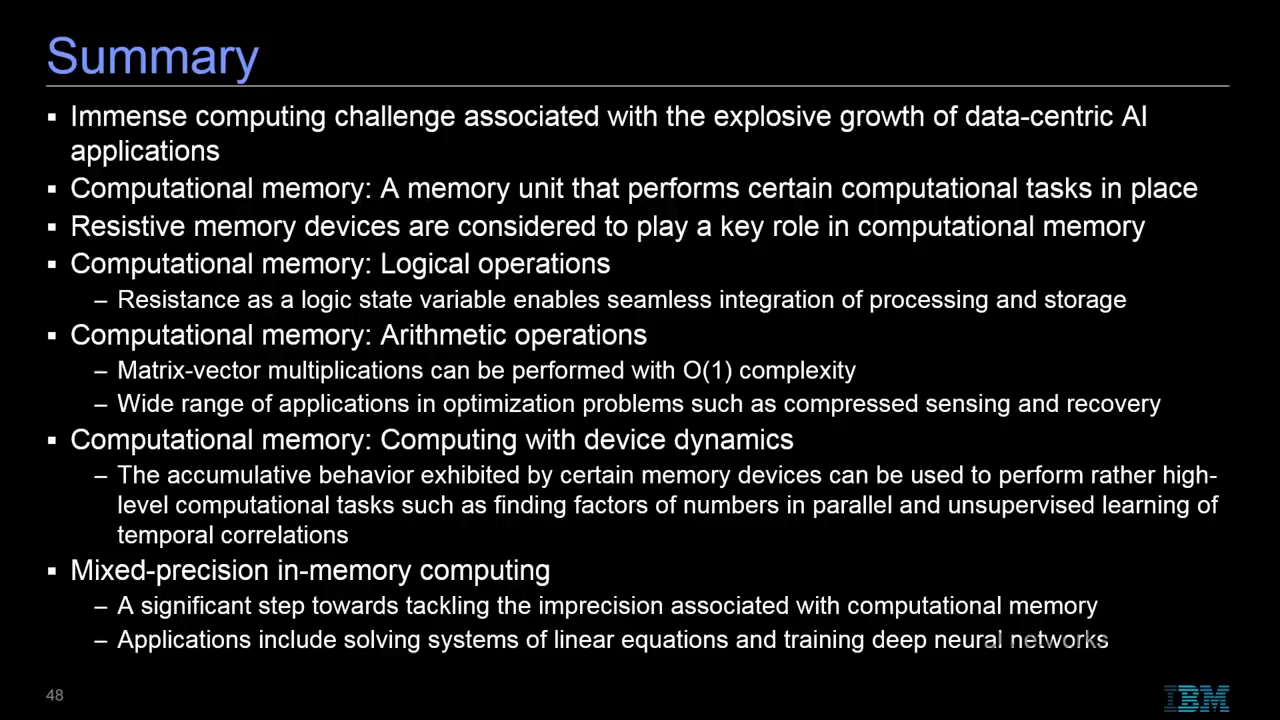 Summary
▪ Immense computing challenge associated with the explosive growth of data-centric AI
applications
▪ Computational memory: A memory unit that performs certain computational tasks in place
▪ Resistive memory devices are considered to play a key role in computational memory
▪ Computational memory: Logical operations
– Resistance as a logic state variable enables seamless integration of processing and storage
▪ Computational memory: Arithmetic operations
– Matrix-vector multiplications can be performed with O(1) complexity
– Wide range of applications in optimization problems such as compressed sensing and recovery
▪ Computational memory: Computing with device dynamics
– The accumulative behavior exhibited by certain memory devices can be used to perform rather high-
level computational tasks such as finding factors of numbers in parallel and unsupervised learning of
temporal correlations
▪ Mixed-precision in-memory computing
– A significant step towards tackling the imprecision associated with computational memory
– Applications include solving systems of linear equations and training deep neural networks
48
IBM